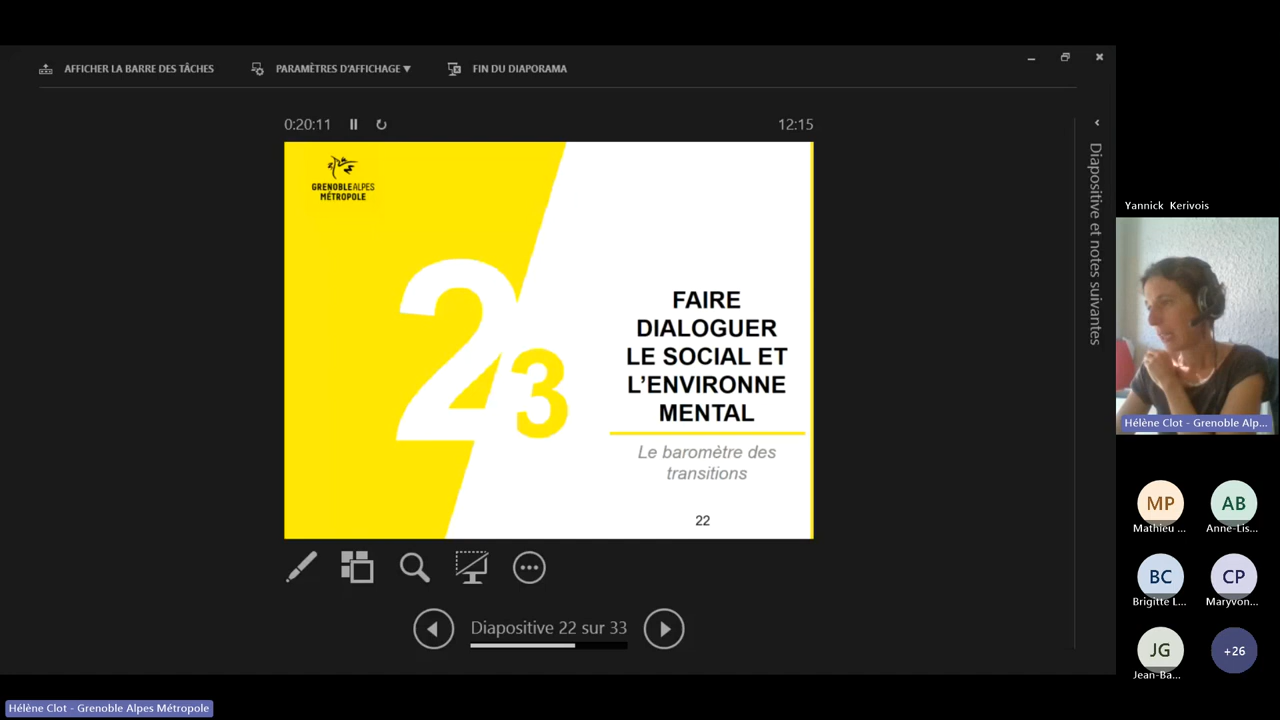 AFFICHER LA BARRE DES TÂCHES
PARAMÈTRES D'AFFICHAGE
FIN DU DIAPORAMA
0:20:11
12:15
GRENOBLEALPES
MÉTROPOLE
2
3
FAIRE
DIALOGUER
LE SOCIAL ET
L'ENVIRONNE
MENTAL
Le baromètre des
transitions
22
Diapositive 22 sur 33
Diapositive et notes suivantes
Yannick Kerivois
Hélène Clot - Grenoble Alp...
MP
AB
Mathieu ...
Anne-Lis...
BC
CP
Brigitte L...
Maryvon...
JG
+26
Jean-Ba...
Hélène Clot - Grenoble Alpes Métropole